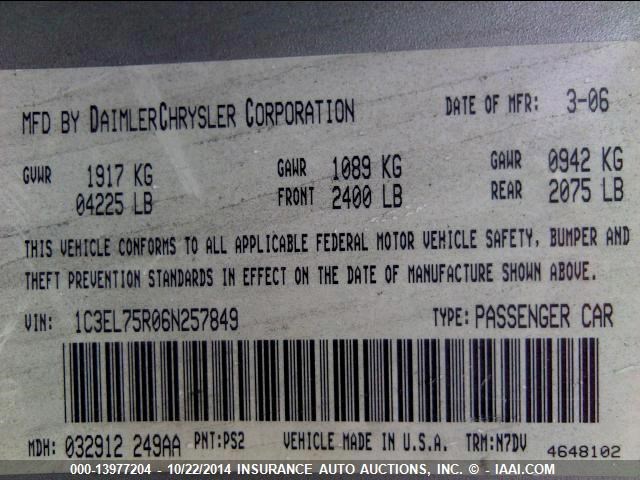 MFD BY DAIMLERCHRYSLER CORPORATION DATE OF MFR: 3-06
GVWR 1917 KG GAWR 1089 KG GAWR 0942 KG
04225 LB FRONT 2400 LB REAR 2075 LB
THIS VEHICLE CONFORMS TO ALL APPLICABLE FEDERAL MOTOR VEHICLE SAFETY, BUMPER AND
THEFT PREVENTION STANDARDS IN EFFECT ON THE DATE OF MANUFACTURE SHOWN ABOVE.
VIN: 1C3EL75R06N257849 TYPE: PASSENGER CAR
MDH: 032912 249AA PNT:PS2 VEHICLE MADE IN U.S.A. TRM:N7DV 4648102
000-13977204 - 10/22/2014 INSURANCE AUTO AUCTIONS, INC. © - IAAI.COM